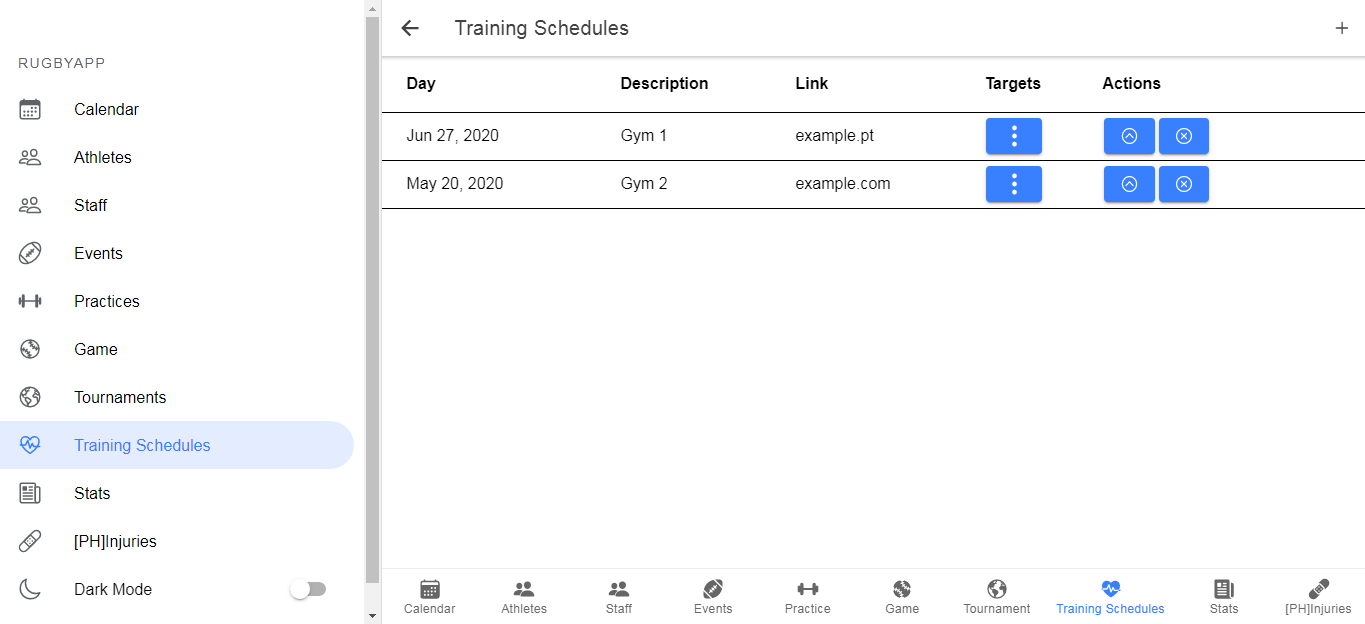 RUGBYAPP
Calendar
Athletes
Staff
Events
Practices
Game
Tournaments
Training Schedules
Stats
[PH]Injuries
Dark Mode
Training Schedules
Day Description Link Targets Actions
Jun 27, 2020 Gym 1 example.pt
May 20, 2020 Gym 2 example.com
Calendar Athletes Staff Events Practice Game Tournament Training Schedules Stats [PH]Injuries